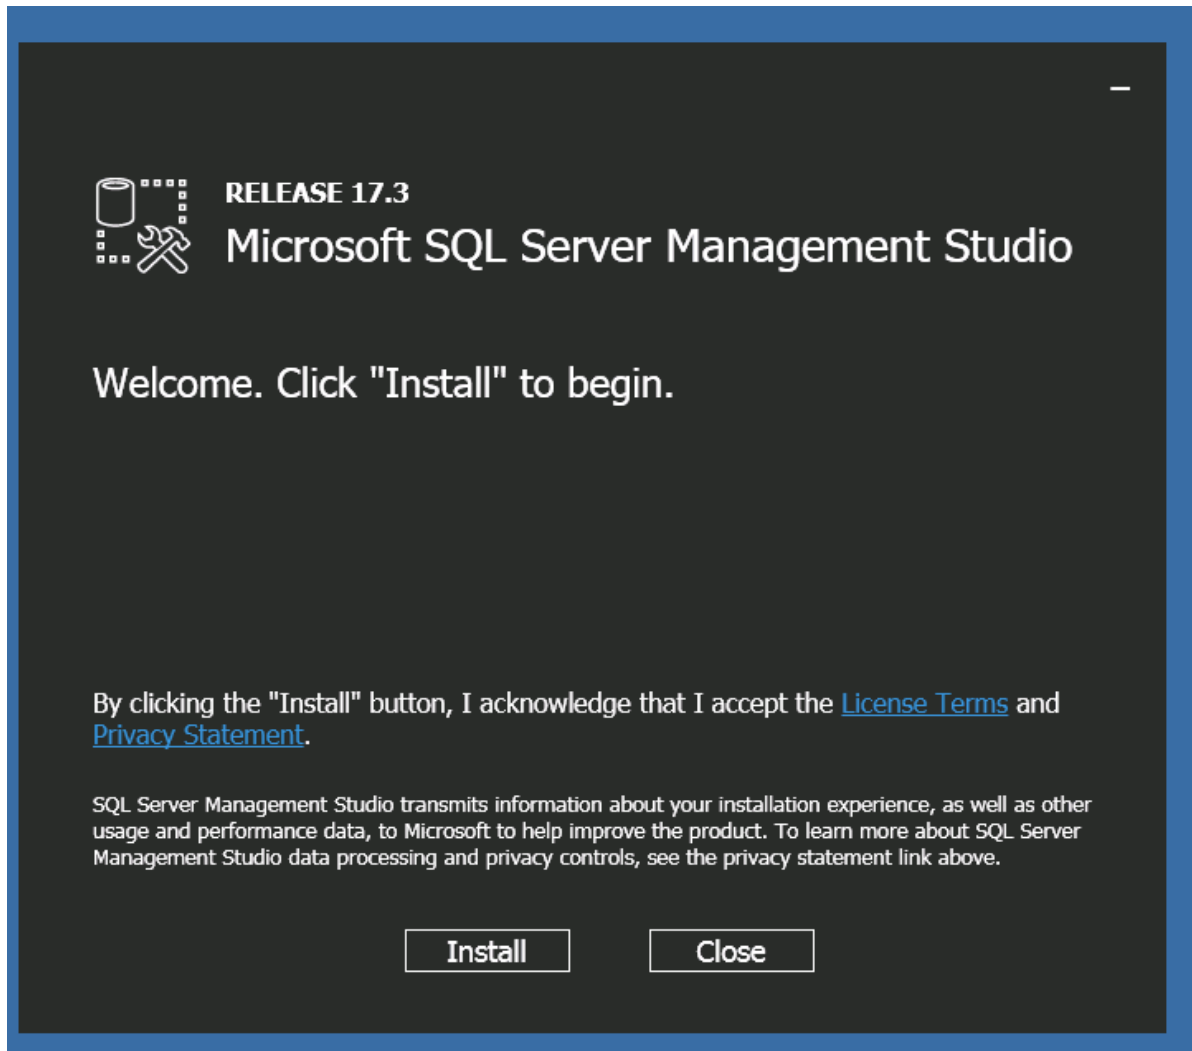 RELEASE 17.3
Microsoft SQL Server Management Studio
Welcome. Click "Install" to begin.
By clicking the "Install" button, I acknowledge that I accept the License Terms and
Privacy Statement.
SQL Server Management Studio transmits information about your installation experience, as well as other
usage and performance data, to Microsoft to help improve the product. To learn more about SQL Server
Management Studio data processing and privacy controls, see the privacy statement link above.
Install
Close